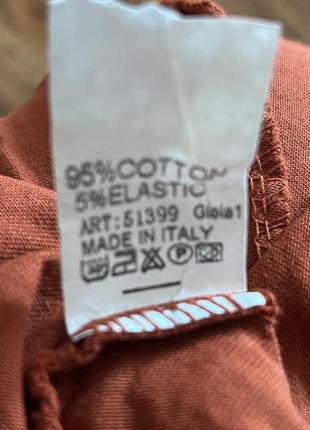 95%COTTON
5%ELASTIC
ART:51399 Gioia1
MADE IN ITALY